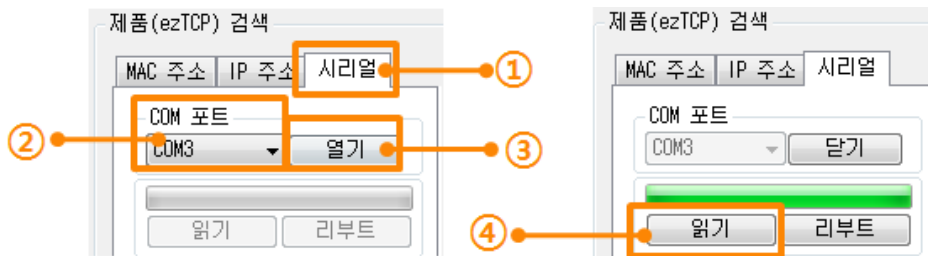 제품(ezTCP) 검색
MAC 주소 IP 주소 시리얼 ①
COM 포트
② COM3 열기 ③
읽기 리부트
제품(ezTCP) 검색
MAC 주소 IP 주소 시리얼
COM 포트
COM3 닫기
④ 읽기 리부트